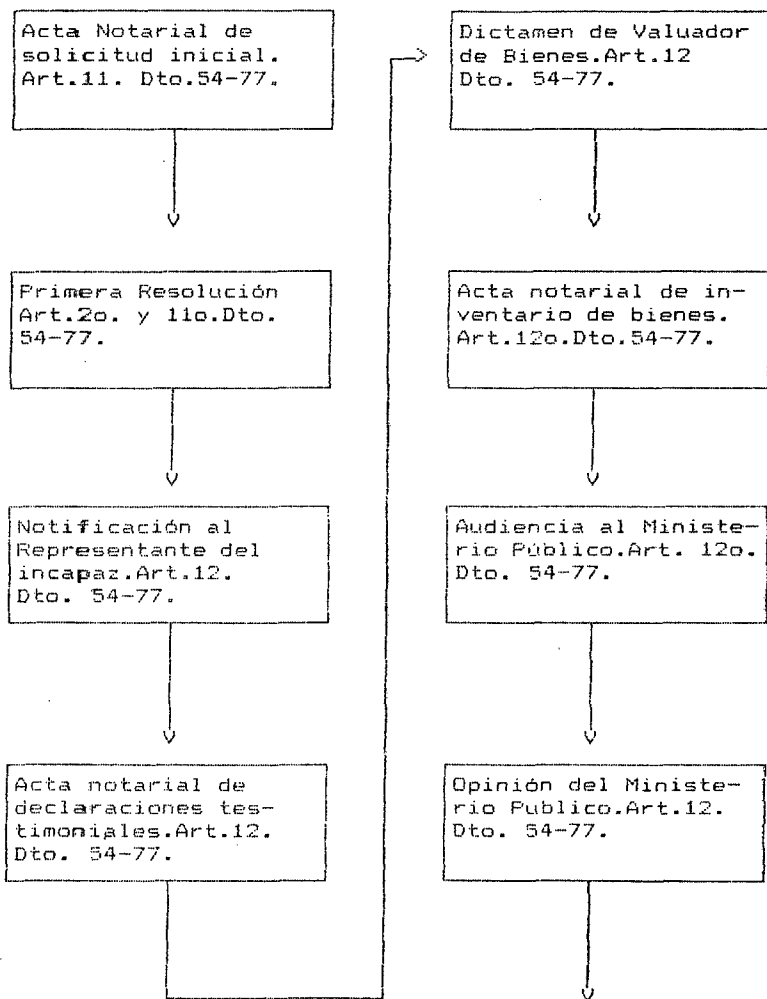 Acta Notarial de
solicitud inicial.
Art.11. Dto.54-77.
Primera Resolución
Art.2o. y 11o.Dto.
54-77.
Notificación al
Representante del
incapaz.Art.12.
Dto. 54-77.
Acta notarial de
declaraciones tes-
timoniales.Art.12.
Dto. 54-77.
Dictamen de Valuador
de Bienes.Art.12
Dto. 54-77.
Acta notarial de in-
ventario de bienes.
Art.12o.Dto.54-77.
Audiencia al Ministe-
rio Público.Art. 12o.
Dto. 54-77.
Opinión del Ministe-
rio Publico.Art.12.
Dto. 54-77.